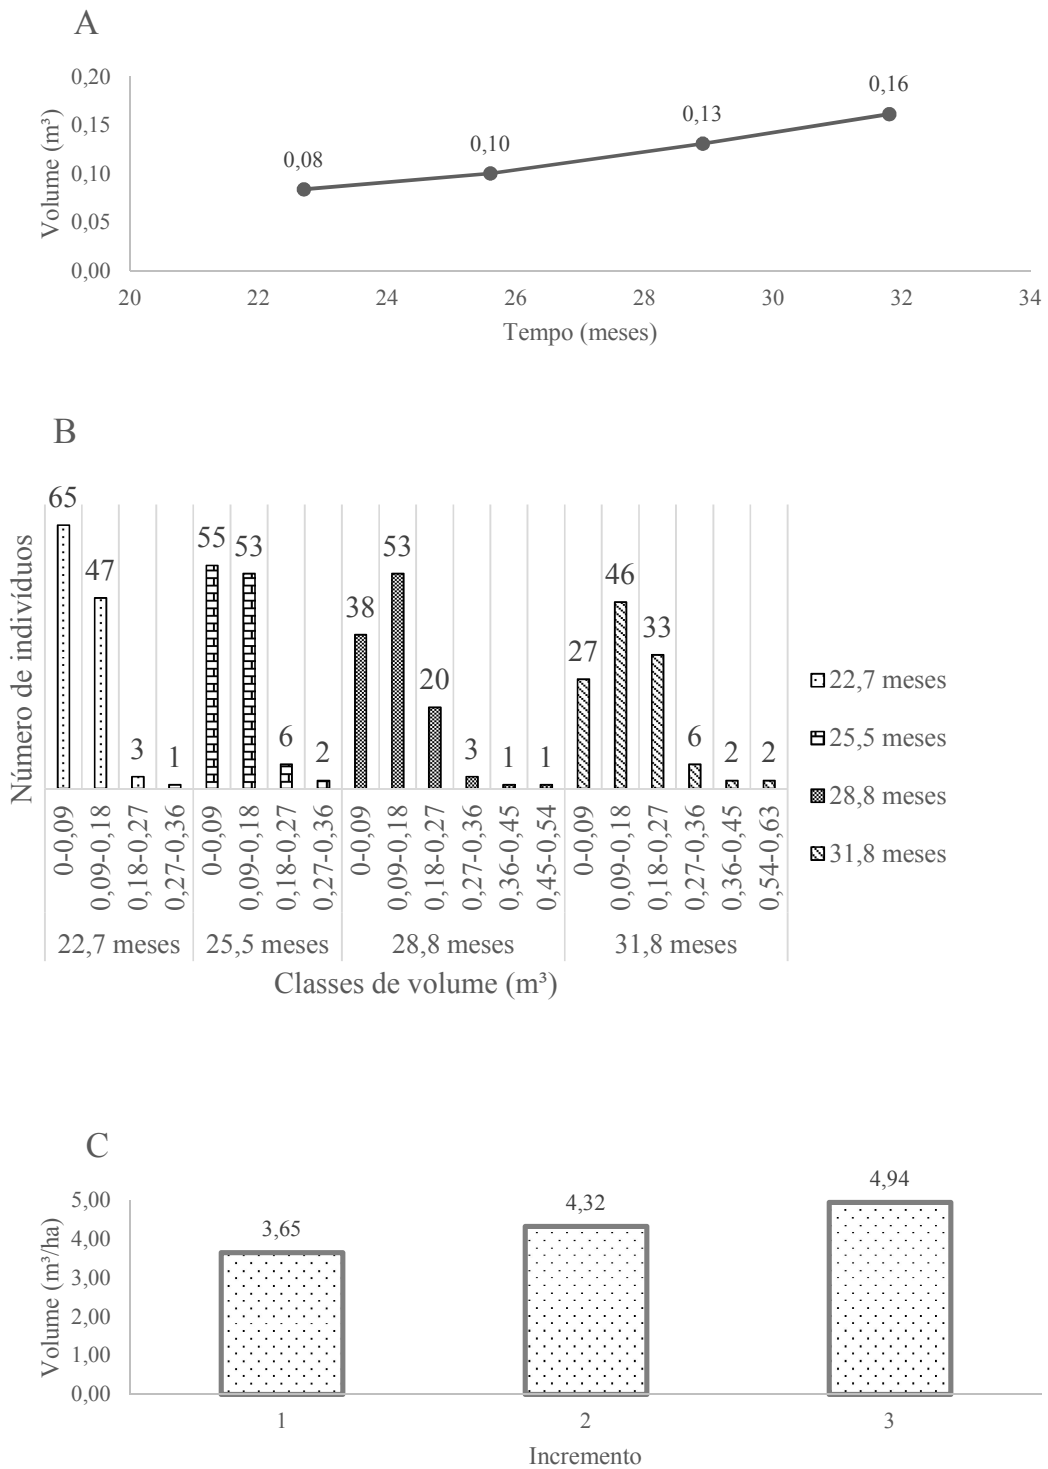 A
0,20
0,15
0,10
0,05
0,00
Volume (m³)
0,08
0,10
0,13
0,16
20 22 24 26 28 30 32 34
Tempo (meses)
B
Número de indivíduos
65 47 3 1 55 53 6 2 38 53 20 3 1 1 27 46 33 6 2 2
0-0,09 0,09-0,18 0,18-0,27 0,27-0,36 0-0,09 0,09-0,18 0,18-0,27 0,27-0,36 0-0,09 0,09-0,18 0,18-0,27 0,27-0,36 0,36-0,45 0,45-0,54 0-0,09 0,09-0,18 0,18-0,27 0,27-0,36 0,36-0,45 0,54-0,63
22,7 meses 25,5 meses 28,8 meses 31,8 meses
Classes de volume (m³)
22,7 meses
25,5 meses
28,8 meses
31,8 meses
C
5,00
4,00
3,00
2,00
1,00
0,00
Volume (m³/ha)
3,65
4,32
4,94
1 2 3
Incremento